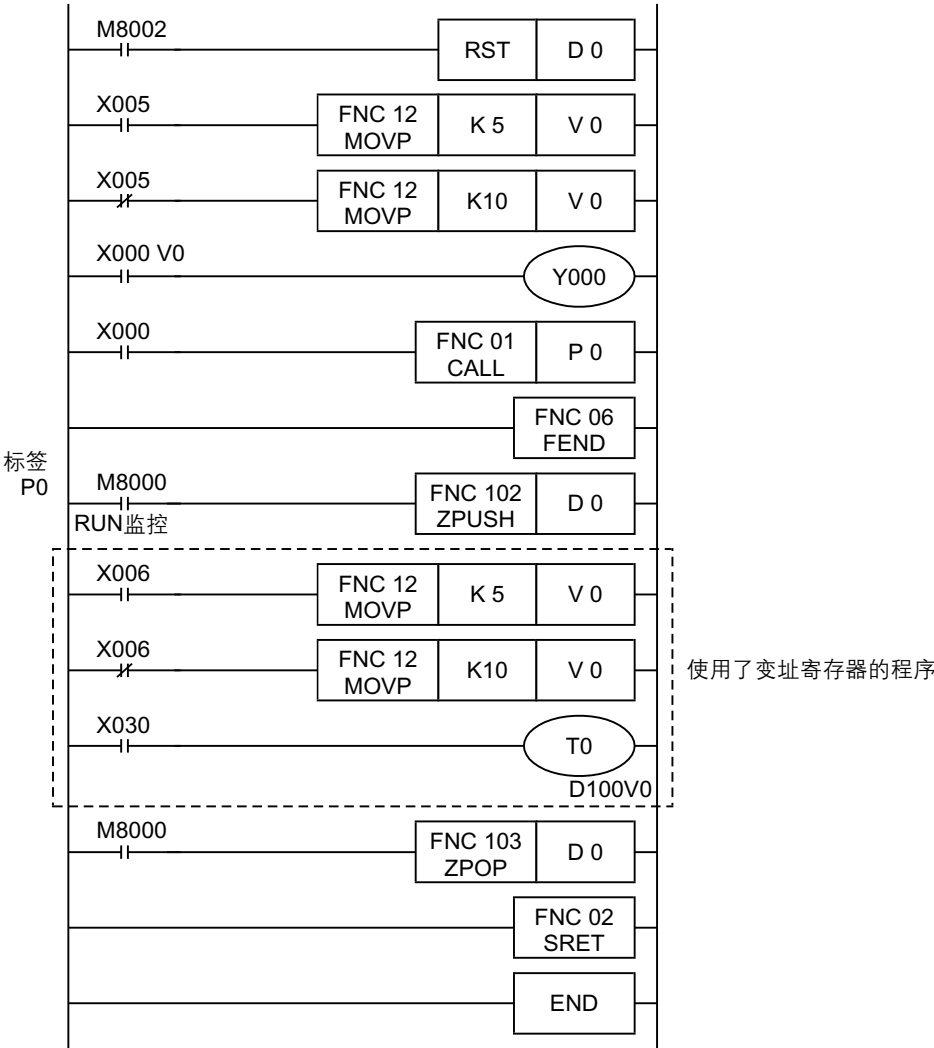 M8002
RST D 0
X005
FNC 12
MOVP K 5 V 0
X005
FNC 12
MOVP K10 V 0
X000 V0
Y000
X000
FNC 01
CALL P 0
FNC 06
FEND
标签
P0
M8000
FNC 102
ZPUSH D 0
RUN监控
X006
FNC 12
MOVP K 5 V 0
X006
FNC 12
MOVP K10 V 0
使用了变址寄存器的程序
X030
T0
D100V0
M8000
FNC 103
ZPOP D 0
FNC 02
SRET
END